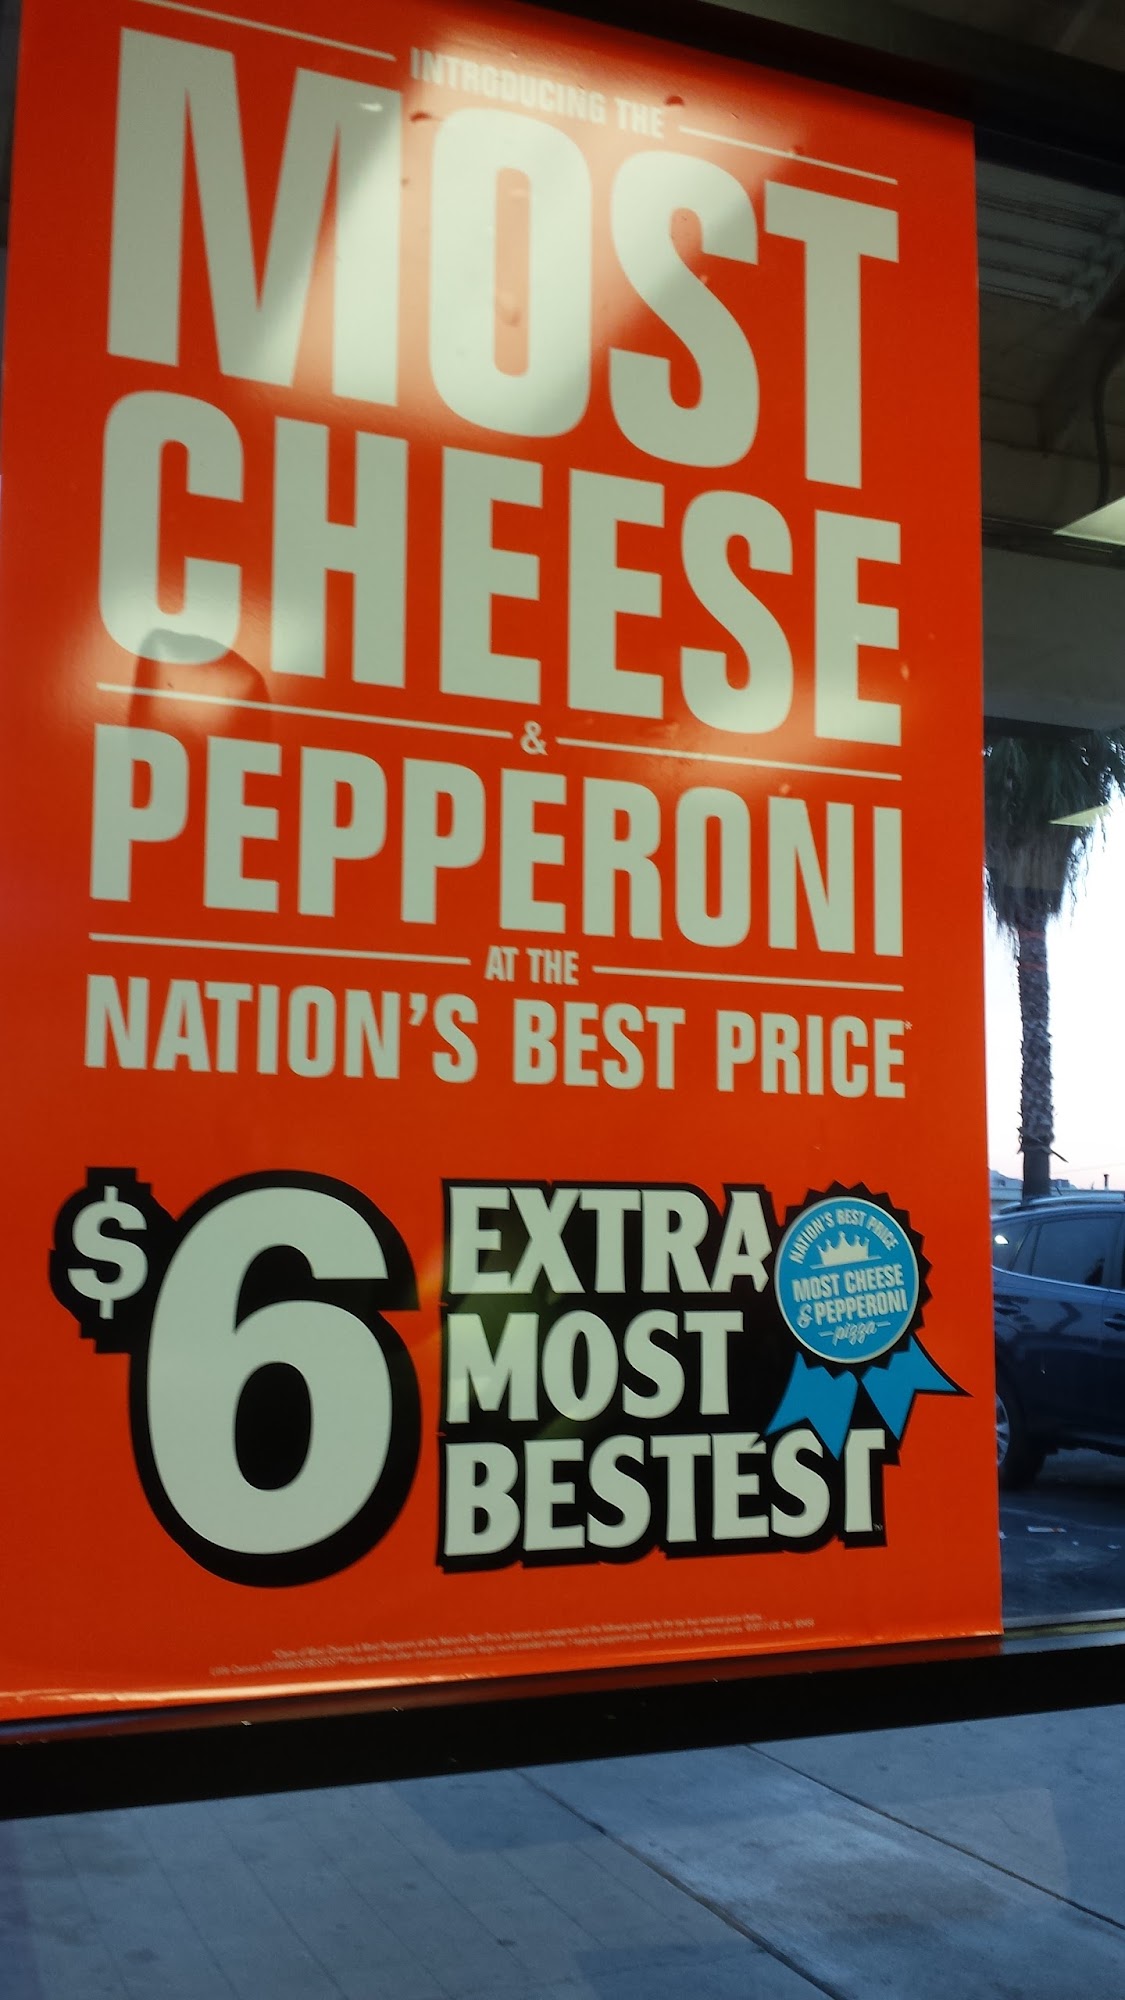 INTRODUCING THE
MOST
CHEESE
&
PEPPERONI
AT THE
NATION'S BEST PRICE*
$6
EXTRA
MOST
BESTEST™
NATION'S BEST PRICE
MOST CHEESE
& PEPPERONI
pizza